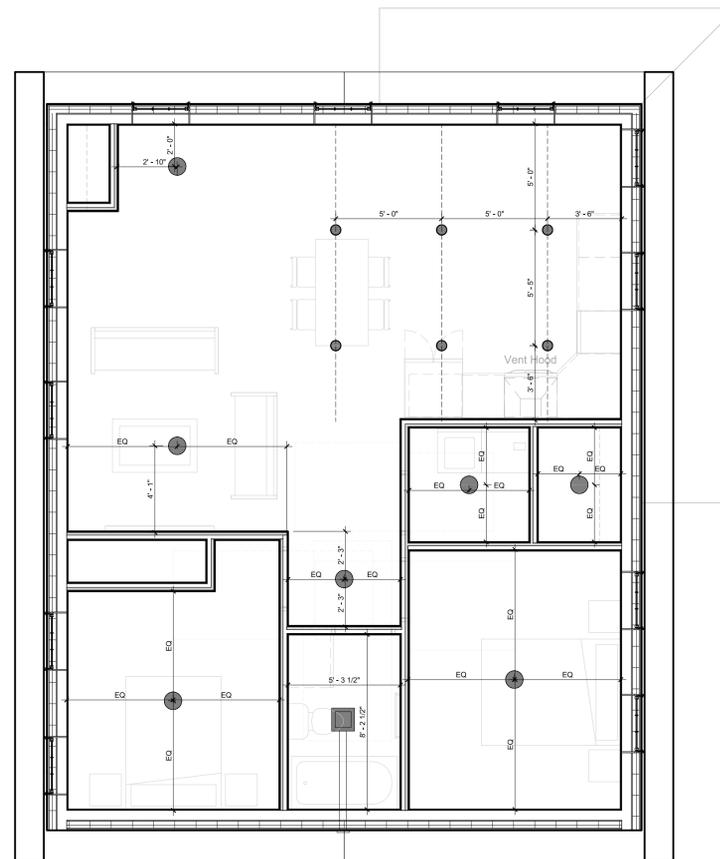 2' - 0"
2' - 10"
5' - 0"
5' - 0"
5' - 0"
3' - 6"
5' - 5"
Vent Hood
3' - 6"
EQ
EQ
4' - 1"
EQ
EQ
EQ
EQ
EQ
EQ
EQ
EQ
2' - 3"
EQ
EQ
2' - 3"
EQ
EQ
EQ
EQ
EQ
EQ
EQ
EQ
5' - 3 1/2"
8' - 2 1/2"